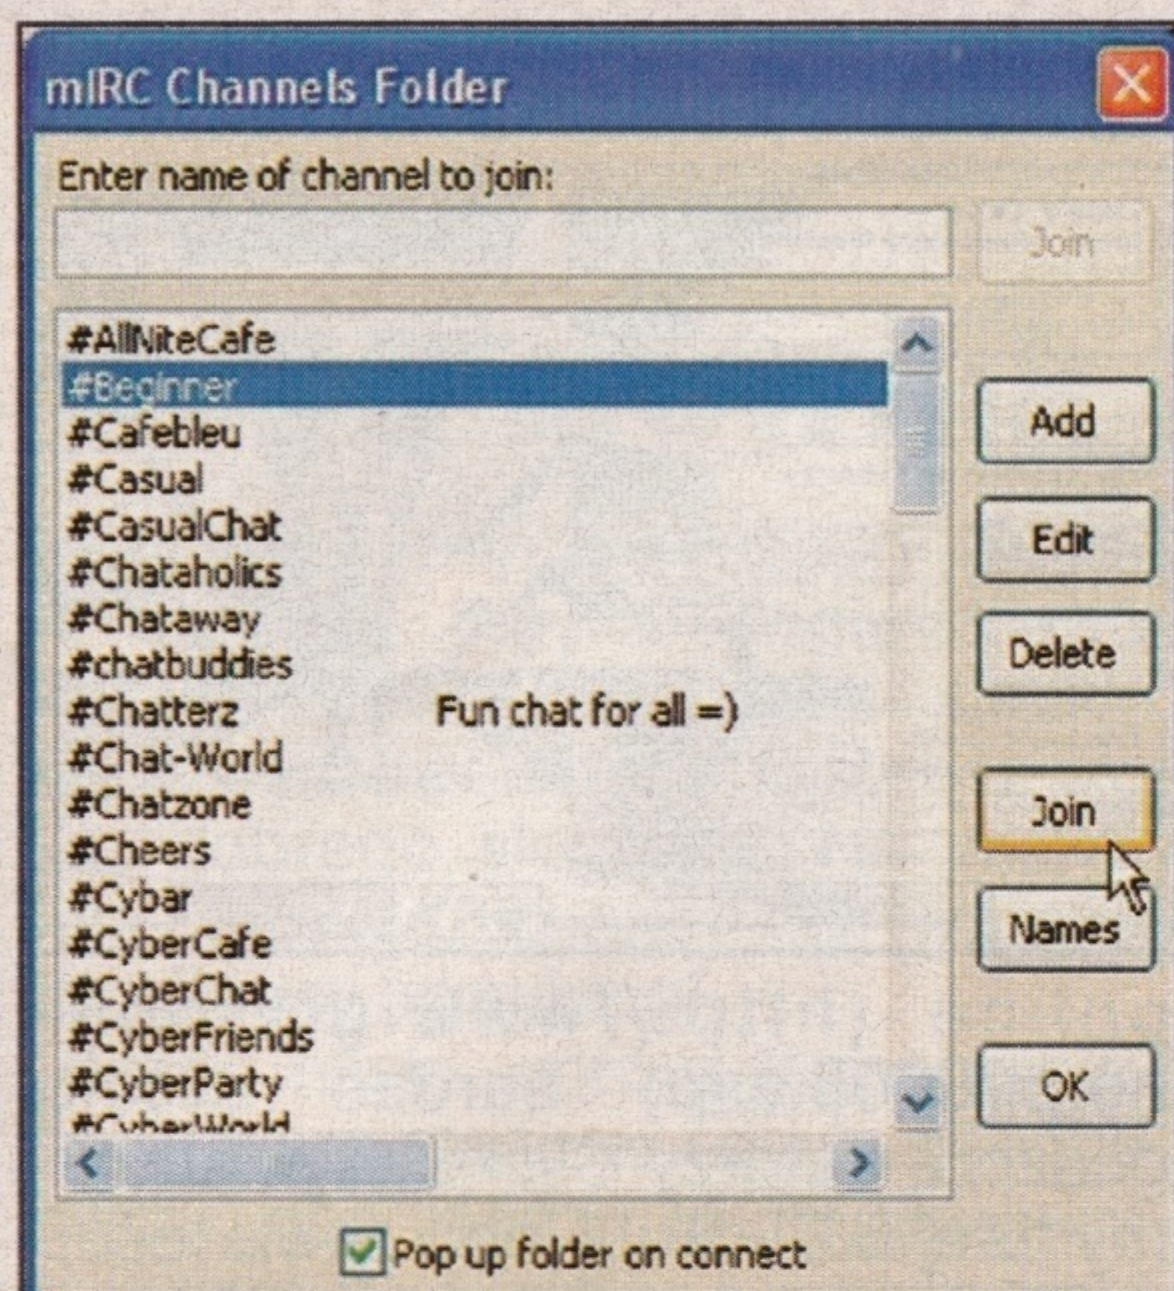 mIRC Channels Folder
Enter name of channel to join:
Join
#AllNiteCafe
#Beginner
#Cafebleu
#Casual
#CasualChat
#Chataholics
#Chataway
#chatbuddies
#Chatterz Fun chat for all =)
#Chat-World
#Chatzone
#Cheers
#Cybar
#CyberCafe
#CyberChat
#CyberFriends
#CyberParty
#CyberWorld
Add
Edit
Delete
Join
Names
OK
Pop up folder on connect